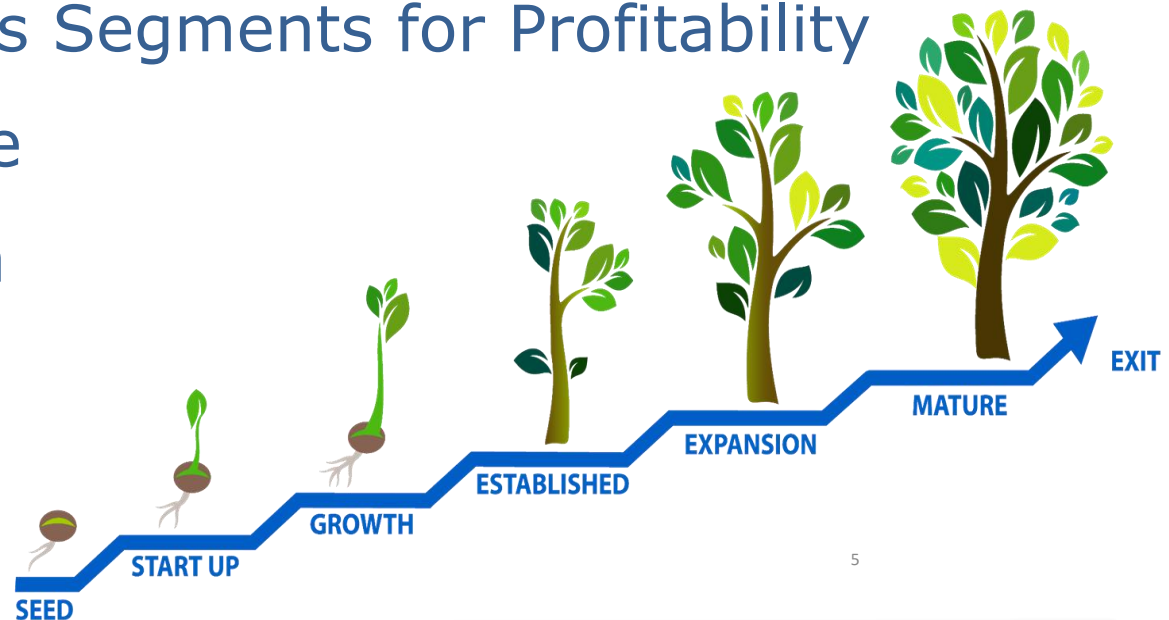 s Segments for Profitability
e
EXIT
MATURE
EXPANSION
ESTABLISHED
GROWTH
5
START UP
SEED